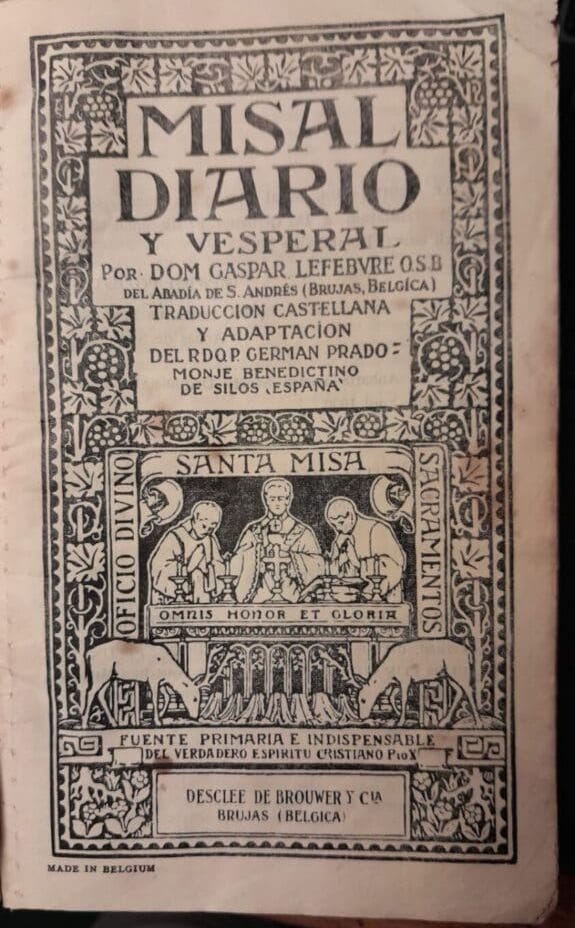 MISAL
DIARIO
Y VESPERAL
POR· DOM GASPAR LEFEBVRE O.S.B
DEL ABADÍA DE S. ANDRÉS (BRUJAS, BELGÍCA)
TRADUCCION CASTELLANA
Y ADAPTACION
DEL R.DO.P. GERMAN PRADO
MONJE BENEDICTINO
DE SILOS, ESPAÑA
SANTA MISA
OFICIO DIVINO
SACRAMENTOS
OMNIS HONOR ET GLORIA
FUENTE PRIMARIA E INDISPENSABLE
DEL VERDADERO ESPIRITU CRISTIANO PIO X
DESCLEE DE BROUWER Y CIA
BRUJAS (BELGICA)
MADE IN BELGIUM